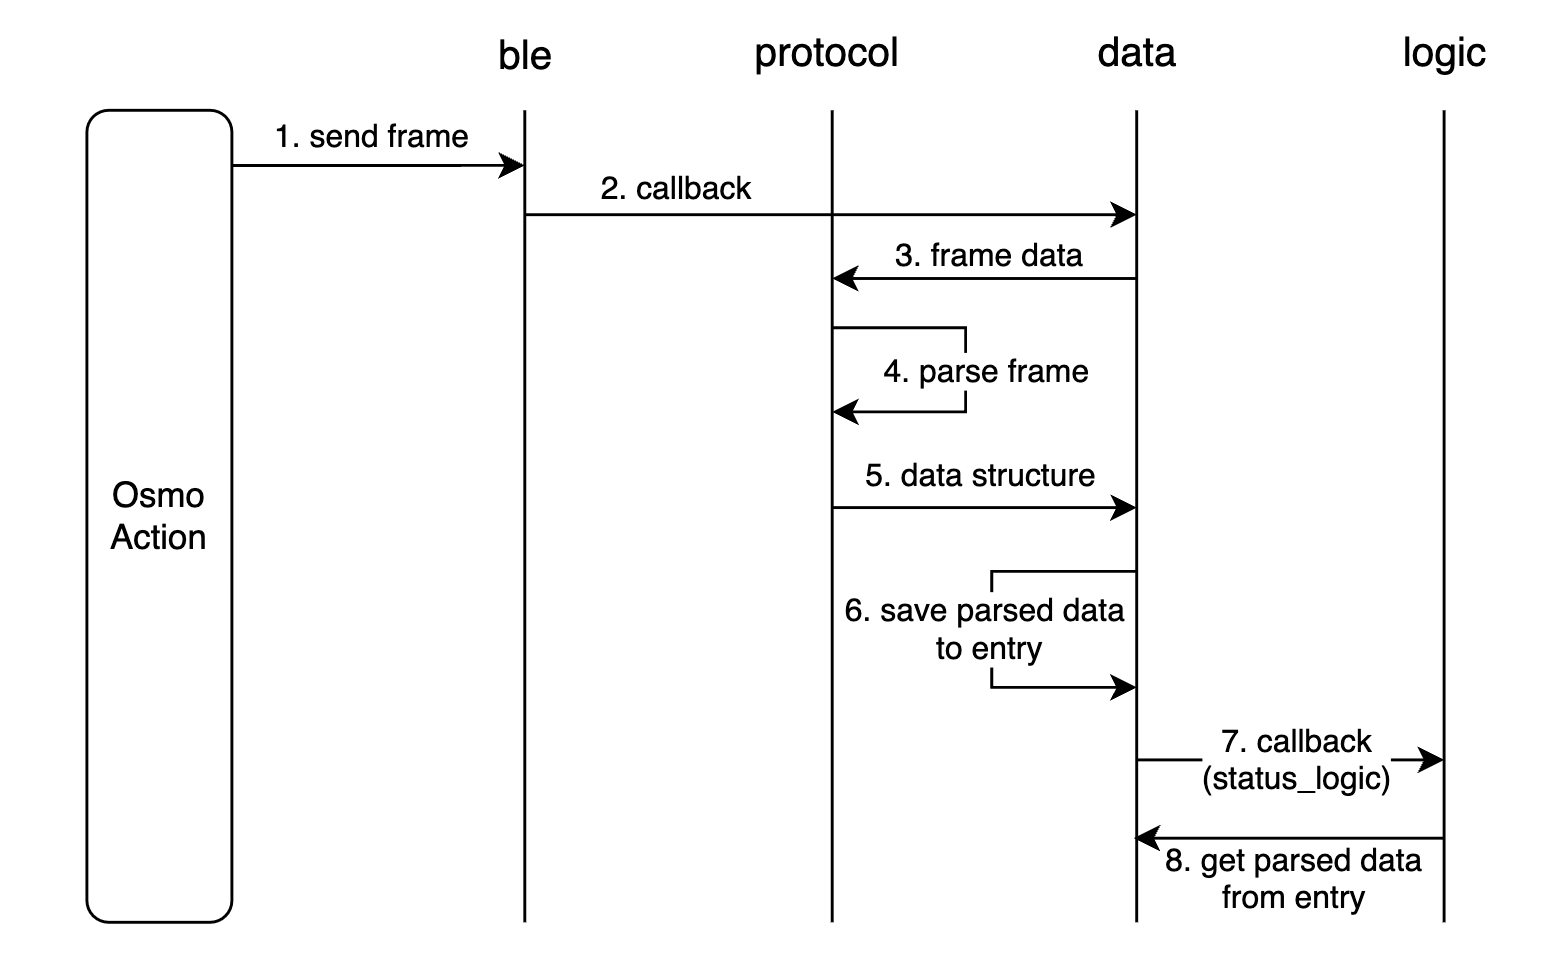 ble
protocol
data
logic
1. send frame
2. callback
3. frame data
4. parse frame
5. data structure
Osmo
Action
6. save parsed data
to entry
7. callback
(status_logic)
8. get parsed data
from entry